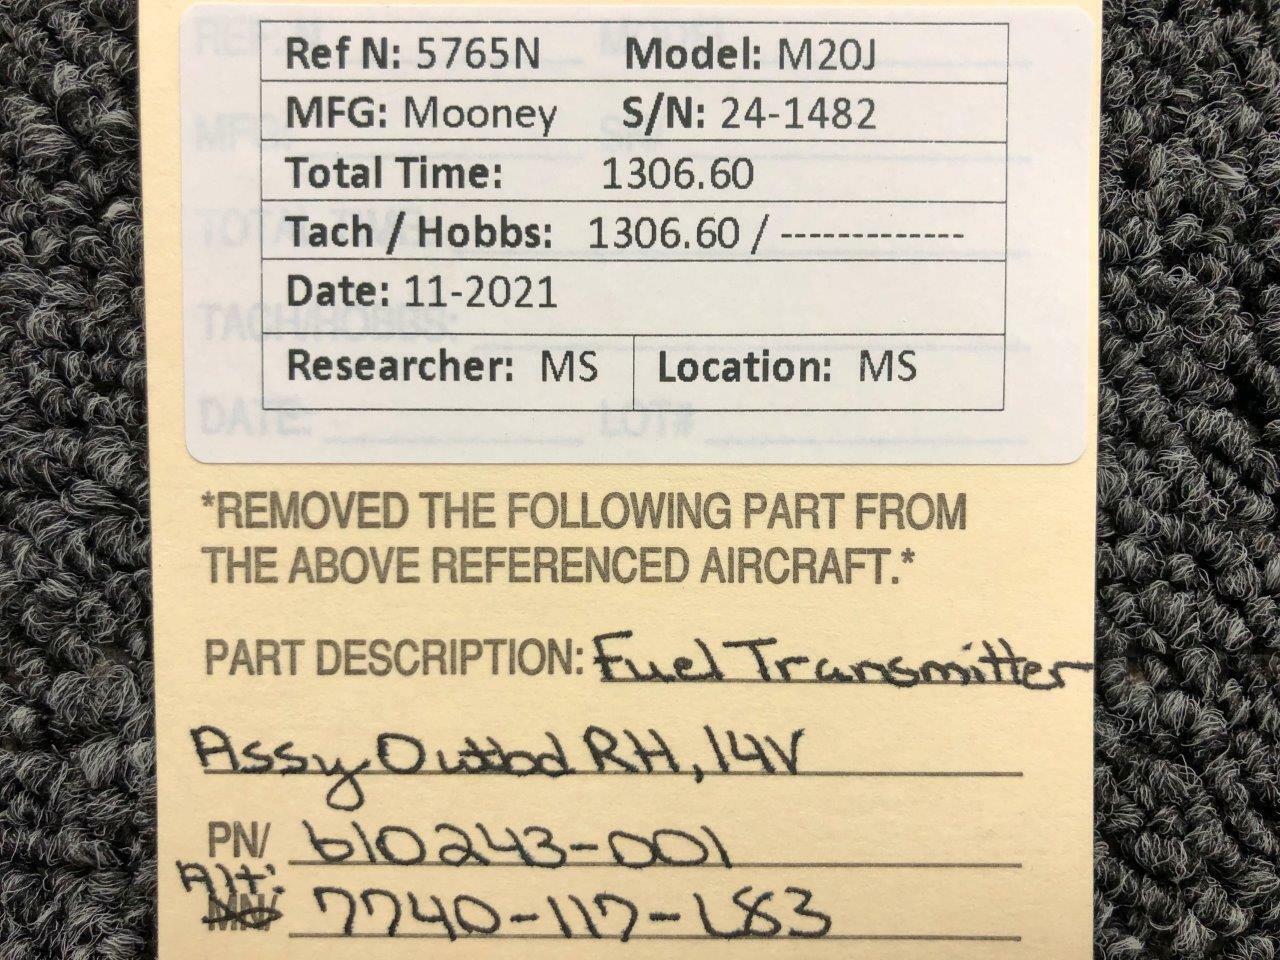 Ref N: 5765N Model: M20J
MFG: Mooney S/N: 24-1482
Total Time: 1306.60
Tach / Hobbs: 1306.60 / -------------
Date: 11-2021
Researcher: MS Location: MS
*REMOVED THE FOLLOWING PART FROM
THE ABOVE REFERENCED AIRCRAFT.*
PART DESCRIPTION: Fuel Transmitter
Assy Outbd RH, 14V
PN/ 610243-001
Alt:
MN/ 7740-117-L83